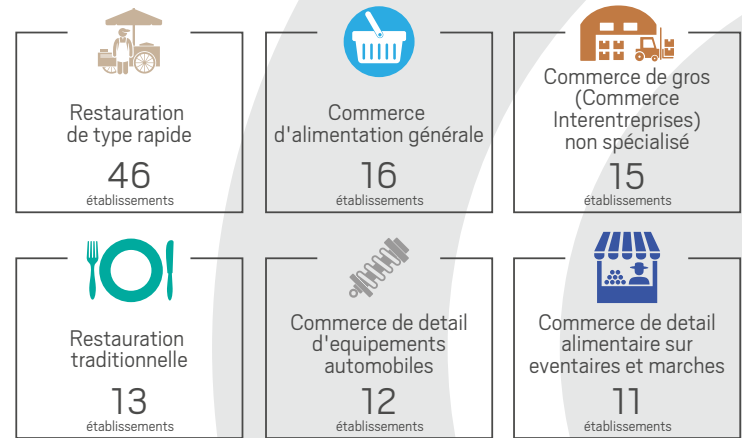 Restauration
de type rapide
46
établissements
Commerce
d'alimentation générale
16
établissements
Commerce de gros
(Commerce
Interentreprises)
non spécialisé
15
établissements
Restauration
traditionnelle
13
établissements
Commerce de detail
d'equipements
automobiles
12
établissements
Commerce de detail
alimentaire sur
eventaires et marches
11
établissements